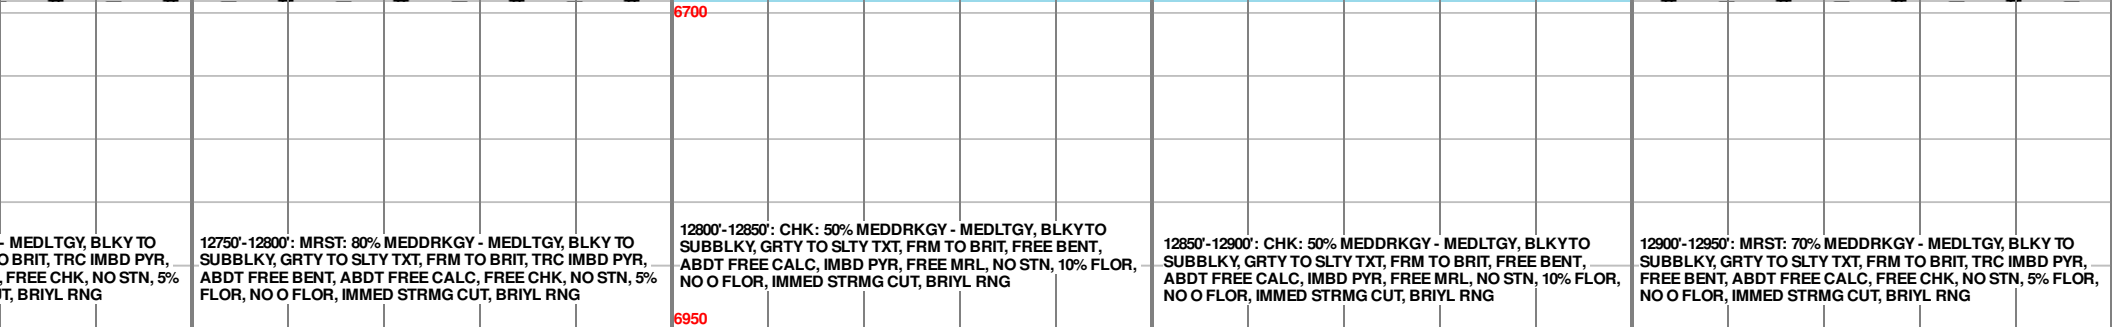 6700
- MEDLTGY, BLKY TO
O BRIT, TRC IMBD PYR,
, FREE CHK, NO STN, 5%
T, BRIYL RNG
12750'-12800': MRST: 80% MEDDRKGY - MEDLTGY, BLKY TO
SUBBLKY, GRTY TO SLTY TXT, FRM TO BRIT, TRC IMBD PYR,
ABDT FREE BENT, ABDT FREE CALC, FREE CHK, NO STN, 5%
FLOR, NO O FLOR, IMMED STRMG CUT, BRIYL RNG
12800'-12850': CHK: 50% MEDDRKGY - MEDLTGY, BLKY TO
SUBBLKY, GRTY TO SLTY TXT, FRM TO BRIT, FREE BENT,
ABDT FREE CALC, IMBD PYR, FREE MRL, NO STN, 10% FLOR,
NO O FLOR, IMMED STRMG CUT, BRIYL RNG
12850'-12900': CHK: 50% MEDDRKGY - MEDLTGY, BLKY TO
SUBBLKY, GRTY TO SLTY TXT, FRM TO BRIT, FREE BENT,
ABDT FREE CALC, IMBD PYR, FREE MRL, NO STN, 10% FLOR,
NO O FLOR, IMMED STRMG CUT, BRIYL RNG
12900'-12950': MRST: 70% MEDDRKGY - MEDLTGY, BLKY TO
SUBBLKY, GRTY TO SLTY TXT, FRM TO BRIT, TRC IMBD PYR,
FREE BENT, ABDT FREE CALC, FREE CHK, NO STN, 5% FLOR,
NO O FLOR, IMMED STRMG CUT, BRIYL RNG
6950